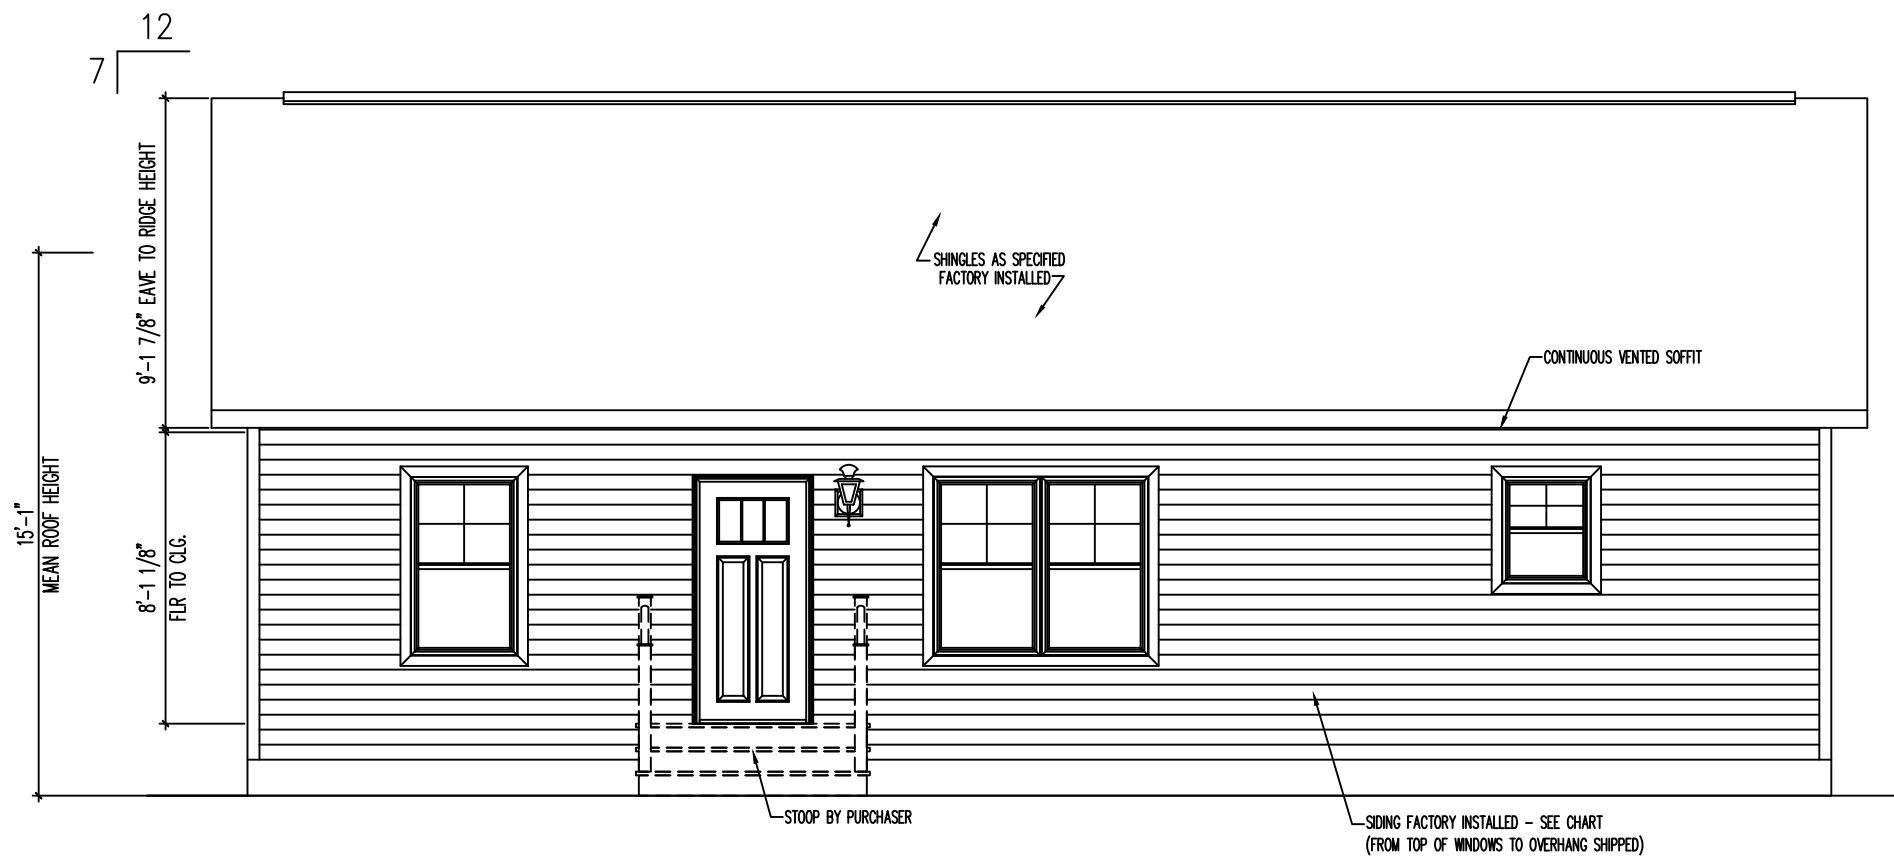 12
7
9'-1 7/8" EAVE TO RIDGE HEIGHT
SHINGLES AS SPECIFIED
FACTORY INSTALLED
CONTINUOUS VENTED SOFFIT
15'-1"
MEAN ROOF HEIGHT
8'-1 1/8"
FLR TO CLG.
STOOP BY PURCHASER
SIDING FACTORY INSTALLED - SEE CHART
(FROM TOP OF WINDOWS TO OVERHANG SHIPPED)